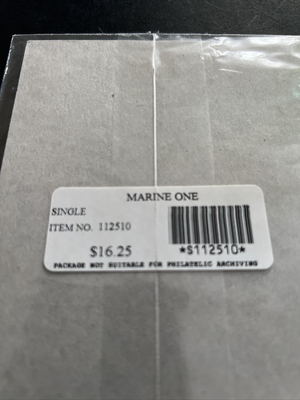 MARINE ONE
SINGLE
ITEM NO. 112510
$16.25
*S112510*
PACKAGE NOT SUITABLE FOR PHILATELIC ARCHIVING